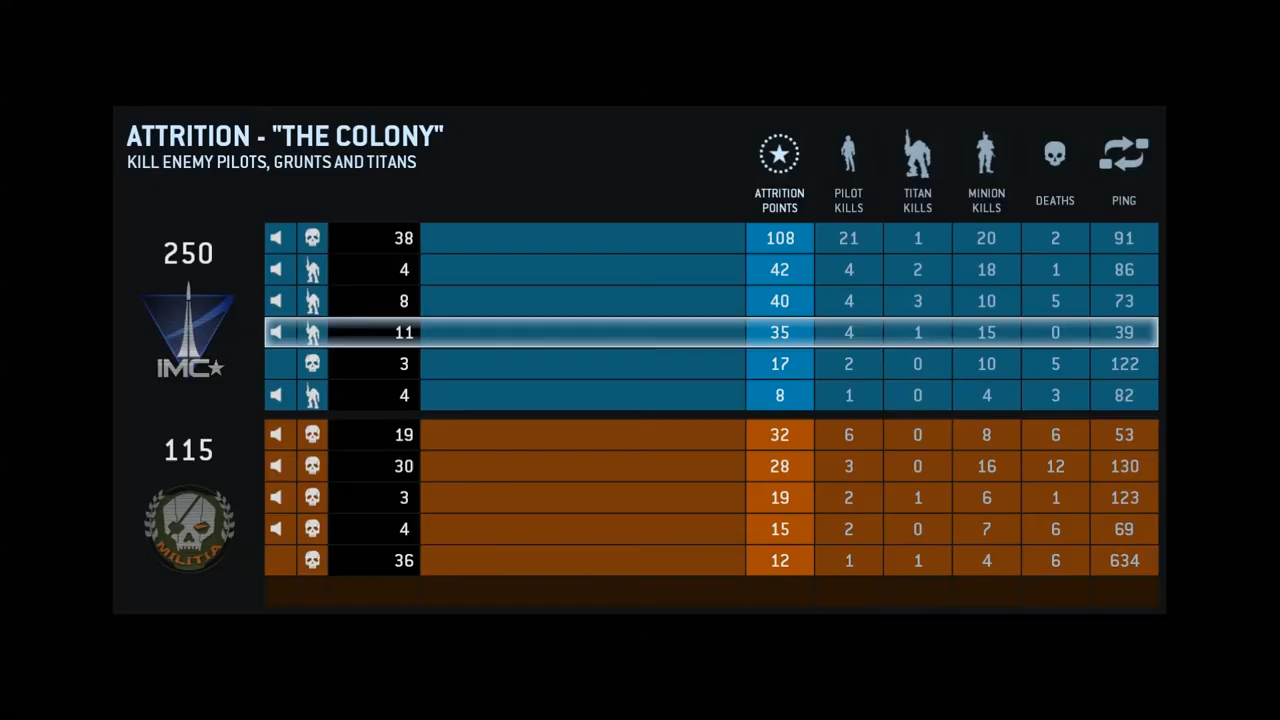 ATTRITION - "THE COLONY"
KILL ENEMY PILOTS, GRUNTS AND TITANS
ATTRITION POINTS PILOT KILLS TITAN KILLS MINION KILLS DEATHS PING
250
IMC
38 108 21 1 20 2 91
4 42 4 2 18 1 86
8 40 4 3 10 5 73
11 35 4 1 15 0 39
3 17 2 0 10 5 122
4 8 1 0 4 3 82
115
MILITIA
19 32 6 0 8 6 53
30 28 3 0 16 12 130
3 19 2 1 6 1 123
4 15 2 0 7 6 69
36 12 1 1 4 6 634